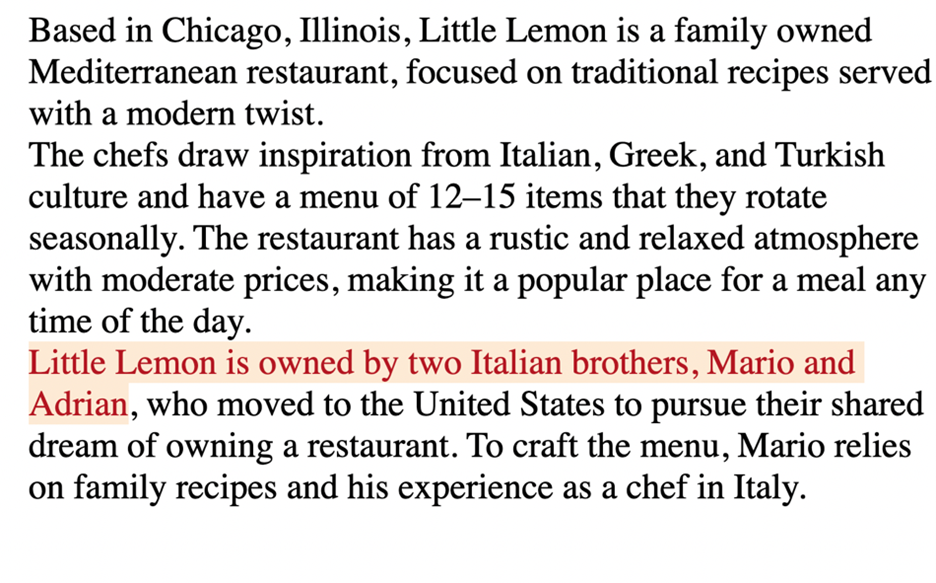 Based in Chicago, Illinois, Little Lemon is a family owned
Mediterranean restaurant, focused on traditional recipes served
with a modern twist.
The chefs draw inspiration from Italian, Greek, and Turkish
culture and have a menu of 12–15 items that they rotate
seasonally. The restaurant has a rustic and relaxed atmosphere
with moderate prices, making it a popular place for a meal any
time of the day.
Little Lemon is owned by two Italian brothers, Mario and
Adrian, who moved to the United States to pursue their shared
dream of owning a restaurant. To craft the menu, Mario relies
on family recipes and his experience as a chef in Italy.